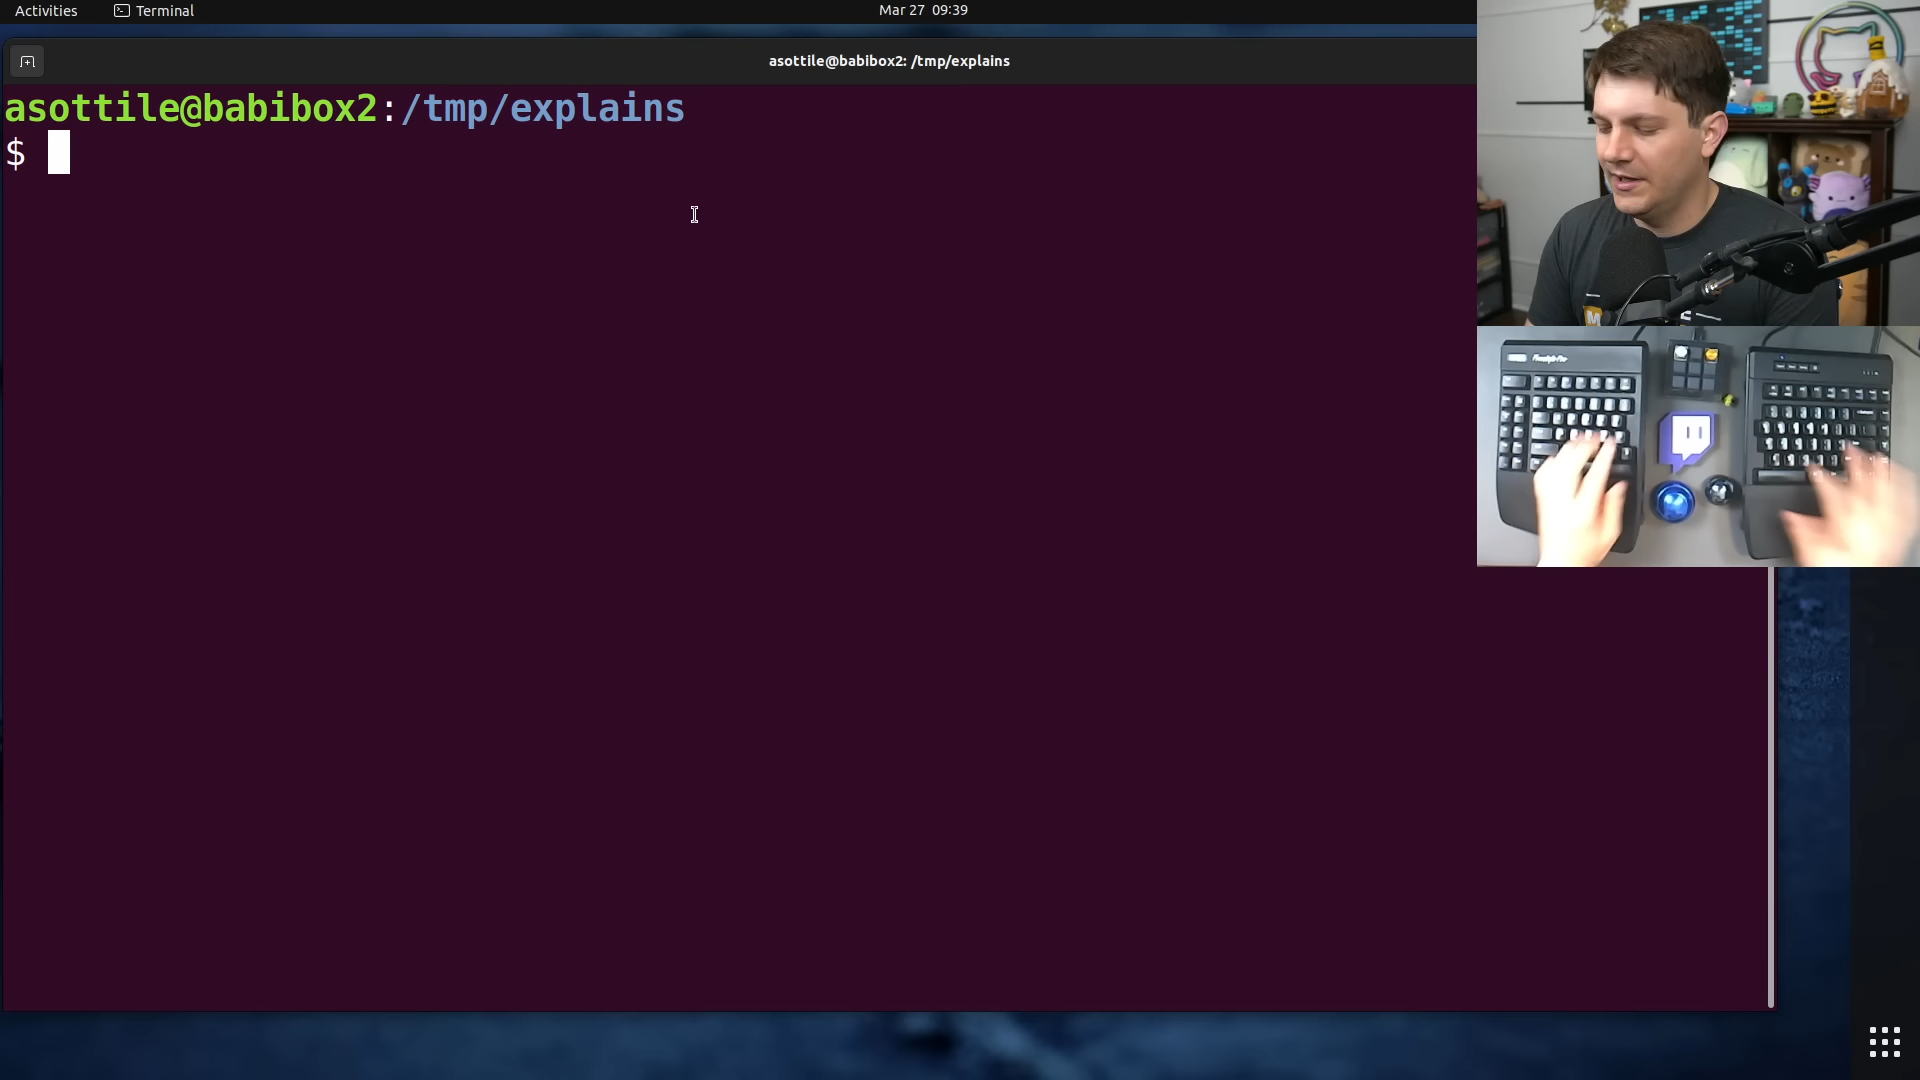 Activities
Terminal
Mar 27 09:39
asottile@babibox2: /tmp/explains
asottile@babibox2:/tmp/explains
$